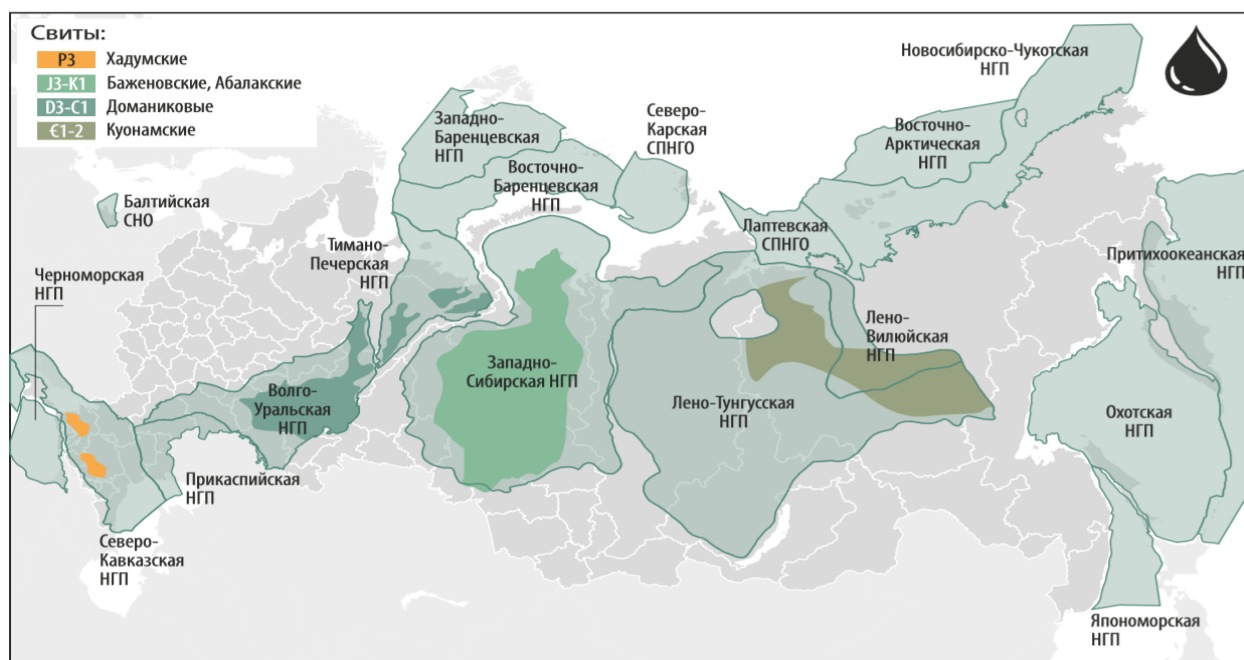 Свиты:
P3 Хадумские
J3-K1 Баженовские, Абалакские
D3-C1 Доманиковые
Є1-2 Куонамские
Новосибирско-Чукотская
НГП
Западно-
Баренцевская
НГП
Северо-
Карская
СПНГО
Восточно-
Арктическая
НГП
Восточно-
Баренцевская
НГП
Балтийская
СНО
Лаптевская
СПНГО
Тимано-
Печерская
НГП
Черноморская
НГП
Притихоокеанская
НГП
Лено-
Вилюйская
НГП
Западно-
Сибирская НГП
Волго-
Уральская
НГП
Лено-Тунгусская
НГП
Охотская
НГП
Прикаспийская
НГП
Северо-
Кавказская
НГП
Япономорская
НГП